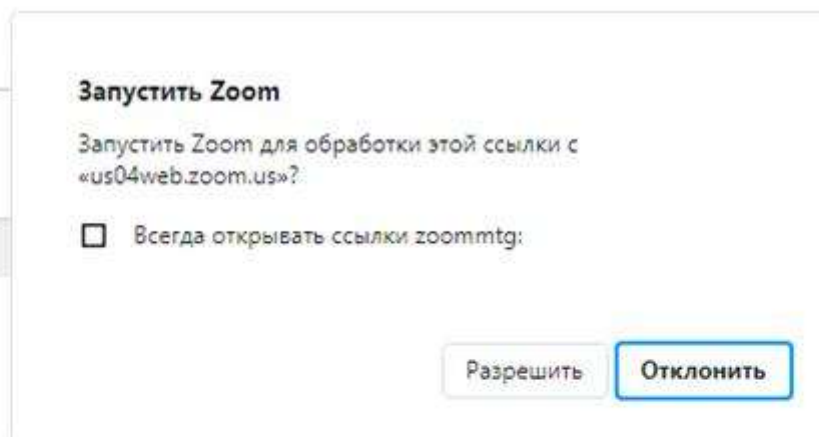 Запустить Zoom
Запустить Zoom для обработки этой ссылки с
«us04web.zoom.us»?
Всегда открывать ссылки zoommtg:
Разрешить
Отклонить